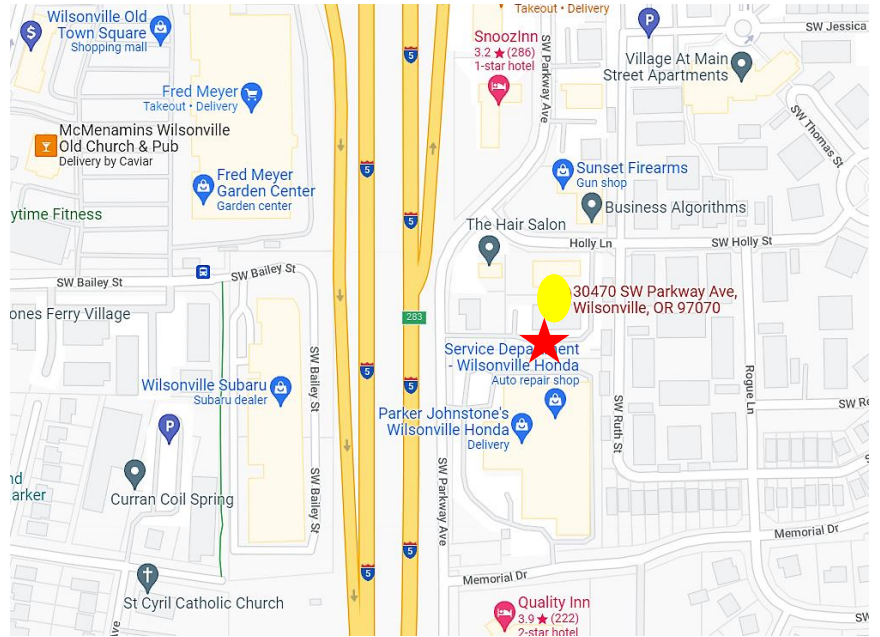 Takeout • Delivery
Wilsonville Old
Town Square
Shopping mall
$
P
SW Jessica
SnoozInn
3.2 ★ (286)
1-star hotel
SW Parkway Ave
Village At Main
Street Apartments
Fred Meyer
Takeout • Delivery
5
SW Thomas St
McMenamins Wilsonville
Old Church & Pub
Delivery by Caviar
5
Fred Meyer
Garden Center
Garden center
Sunset Firearms
Gun shop
Business Algorithms
ytime Fitness
5
The Hair Salon
Holly Ln
SW Holly St
SW Bailey St
SW Bailey St
30470 SW Parkway Ave,
Wilsonville, OR 97070
ones Ferry Village
283
Service Department
- Wilsonville Honda
Auto repair shop
SW Bailey St
5
5
Wilsonville Subaru
Subaru dealer
Rogue Ln
Parker Johnstone's
Wilsonville Honda
Delivery
SW Ruth St
SW Re
P
nd
arker
Curran Coil Spring
SW Bailey St
SW Parkway Ave
Memorial Dr
5
5
Memorial Dr
St Cyril Catholic Church
Quality Inn
3.9 ★ (222)
2-star hotel
Ave